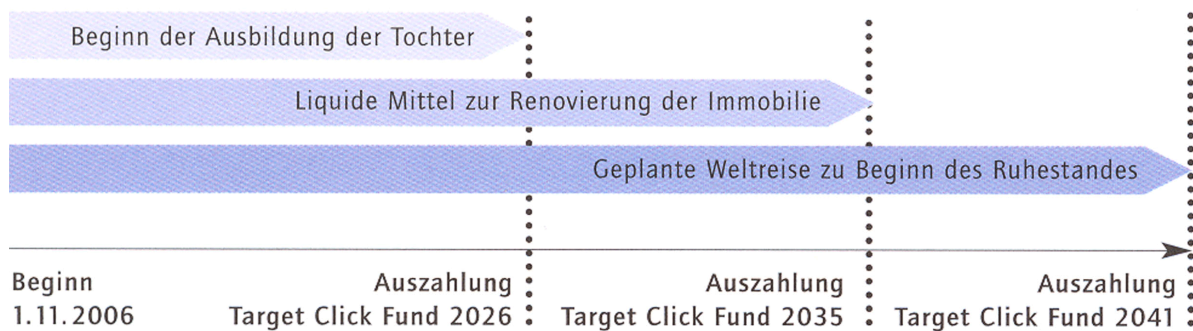 Beginn der Ausbildung der Tochter
Liquide Mittel zur Renovierung der Immobilie
Geplante Weltreise zu Beginn des Ruhestandes
Beginn
1.11.2006
Auszahlung
Target Click Fund 2026
Auszahlung
Target Click Fund 2035
Auszahlung
Target Click Fund 2041